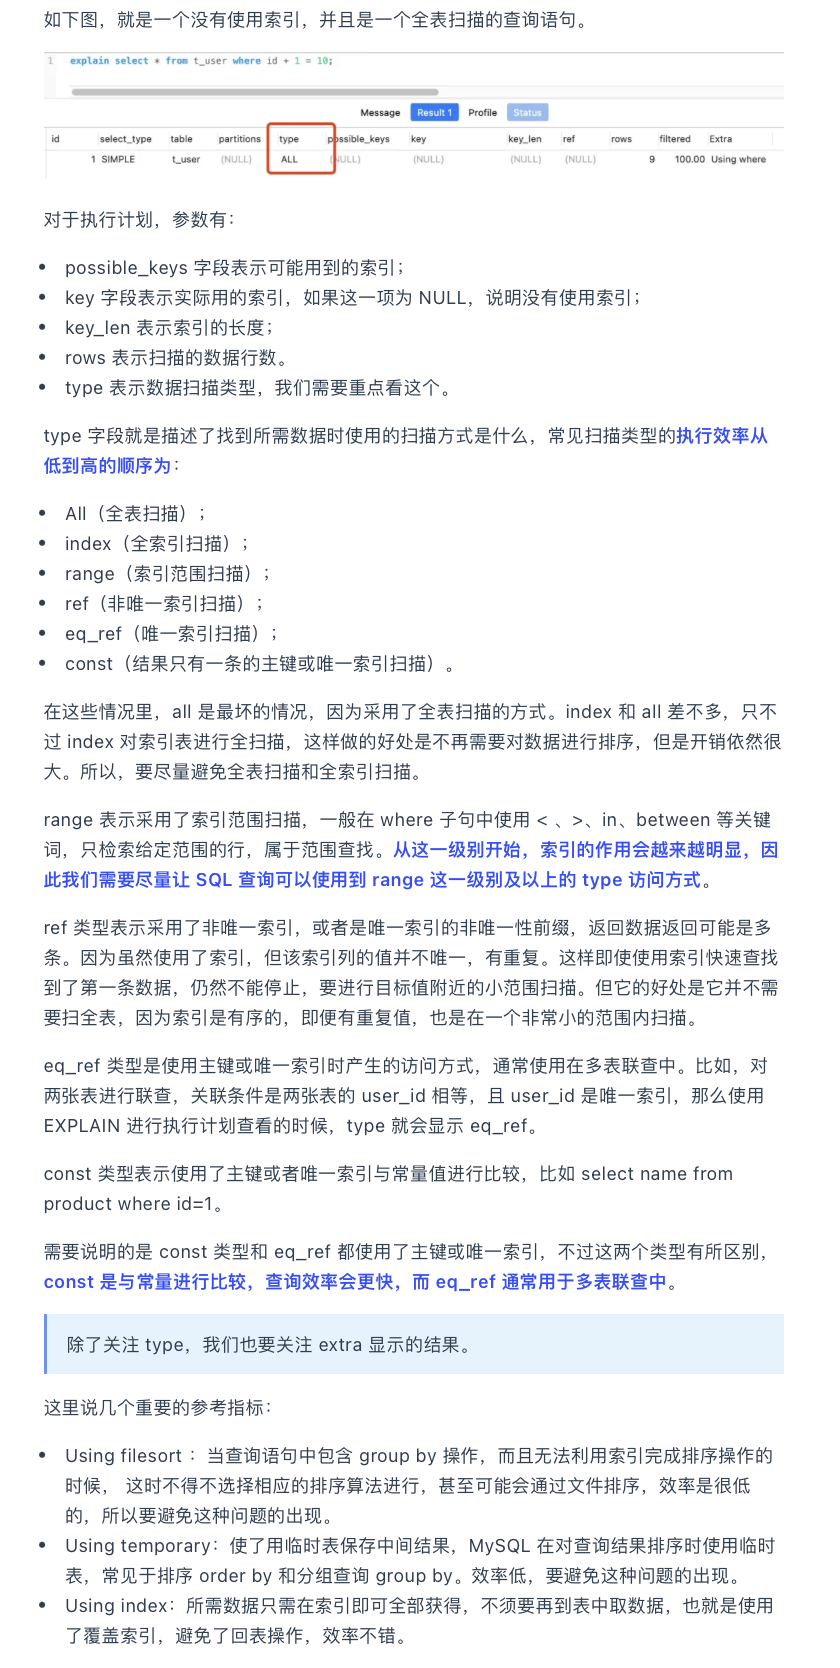 如下图，就是一个没有使用索引，并且是一个全表扫描的查询语句。
1 explain select * from t_user where id + 1 = 10;
Message Result 1 Profile Status
id select_type table partitions type possible_keys key key_len ref rows filtered Extra
1 SIMPLE t_user (NULL) ALL (NULL) (NULL) (NULL) (NULL) 9 100.00 Using where
对于执行计划，参数有：
• possible_keys 字段表示可能用到的索引；
• key 字段表示实际用的索引，如果这一项为 NULL，说明没有使用索引；
• key_len 表示索引的长度；
• rows 表示扫描的数据行数。
• type 表示数据扫描类型，我们需要重点看这个。
type 字段就是描述了找到所需数据时使用的扫描方式是什么，常见扫描类型的执行效率从
低到高的顺序为：
• All（全表扫描）；
• index（全索引扫描）；
• range（索引范围扫描）；
• ref（非唯一索引扫描）；
• eq_ref（唯一索引扫描）；
• const（结果只有一条的主键或唯一索引扫描）。
在这些情况里，all 是最坏的情况，因为采用了全表扫描的方式。index 和 all 差不多，只不
过 index 对索引表进行全扫描，这样做的好处是不再需要对数据进行排序，但是开销依然很
大。所以，要尽量避免全表扫描和全索引扫描。
range 表示采用了索引范围扫描，一般在 where 子句中使用 < 、>、in、between 等关键
词，只检索给定范围的行，属于范围查找。从这一级别开始，索引的作用会越来越明显，因
此我们需要尽量让 SQL 查询可以使用到 range 这一级别及以上的 type 访问方式。
ref 类型表示采用了非唯一索引，或者是唯一索引的非唯一性前缀，返回数据返回可能是多
条。因为虽然使用了索引，但该索引列的值并不唯一，有重复。这样即使使用索引快速查找
到了第一条数据，仍然不能停止，要进行目标值附近的小范围扫描。但它的好处是它并不需
要扫全表，因为索引是有序的，即便有重复值，也是在一个非常小的范围内扫描。
eq_ref 类型是使用主键或唯一索引时产生的访问方式，通常使用在多表联查中。比如，对
两张表进行联查，关联条件是两张表的 user_id 相等，且 user_id 是唯一索引，那么使用
EXPLAIN 进行执行计划查看的时候，type 就会显示 eq_ref。
const 类型表示使用了主键或者唯一索引与常量值进行比较，比如 select name from
product where id=1。
需要说明的是 const 类型和 eq_ref 都使用了主键或唯一索引，不过这两个类型有所区别，
const 是与常量进行比较，查询效率会更快，而 eq_ref 通常用于多表联查中。
除了关注 type，我们也要关注 extra 显示的结果。
这里说几个重要的参考指标：
• Using filesort ：当查询语句中包含 group by 操作，而且无法利用索引完成排序操作的
时候， 这时不得不选择相应的排序算法进行，甚至可能会通过文件排序，效率是很低
的，所以要避免这种问题的出现。
• Using temporary：使了用临时表保存中间结果，MySQL 在对查询结果排序时使用临时
表，常见于排序 order by 和分组查询 group by。效率低，要避免这种问题的出现。
• Using index：所需数据只需在索引即可全部获得，不须要再到表中取数据，也就是使用
了覆盖索引，避免了回表操作，效率不错。